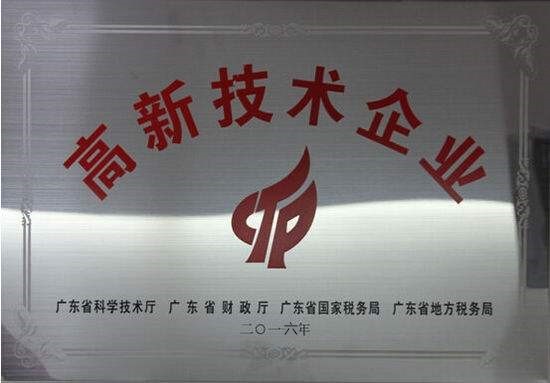 高新技术企业
广东省科学技术厅 广东省财政厅 广东省国家税务局 广东省地方税务局
二〇一六年